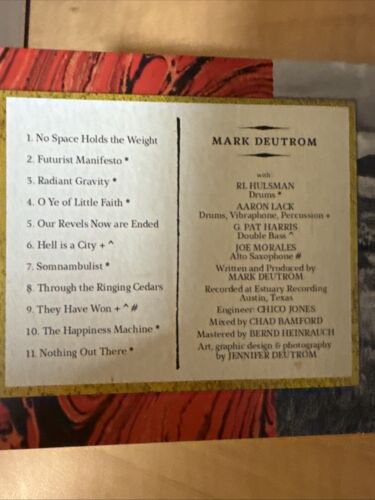 1. No Space Holds the Weight
2. Futurist Manifesto *
3. Radiant Gravity *
4. O Ye of Little Faith *
5. Our Revels Now are Ended
6. Hell is a City + ^
7. Somnambulist *
8. Through the Ringing Cedars
9. They Have Won + ^ #
10. The Happiness Machine *
11. Nothing Out There *
MARK DEUTROM
with:
RL HULSMAN
Drums *
AARON LACK
Drums, Vibraphone, Percussion +
G. PAT HARRIS
Double Bass ^
JOE MORALES
Alto Saxophone #
Written and Produced by
MARK DEUTROM
Recorded at Estuary Recording
Austin, Texas
Engineer: CHICO JONES
Mixed by CHAD BAMFORD
Mastered by BERND HEINRAUCH
Art, graphic design & photography
by JENNIFER DEUTROM